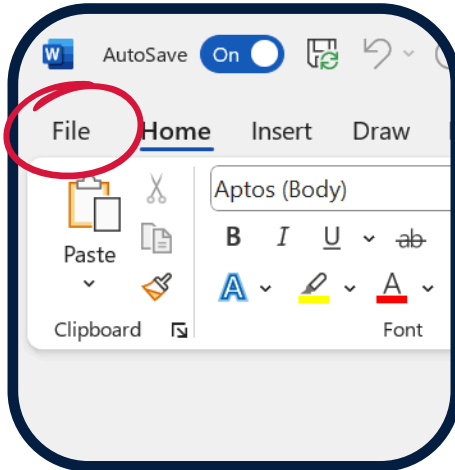 W AutoSave On
File Home Insert Draw
Aptos (Body)
B I U ab
Paste
A A
Clipboard Font